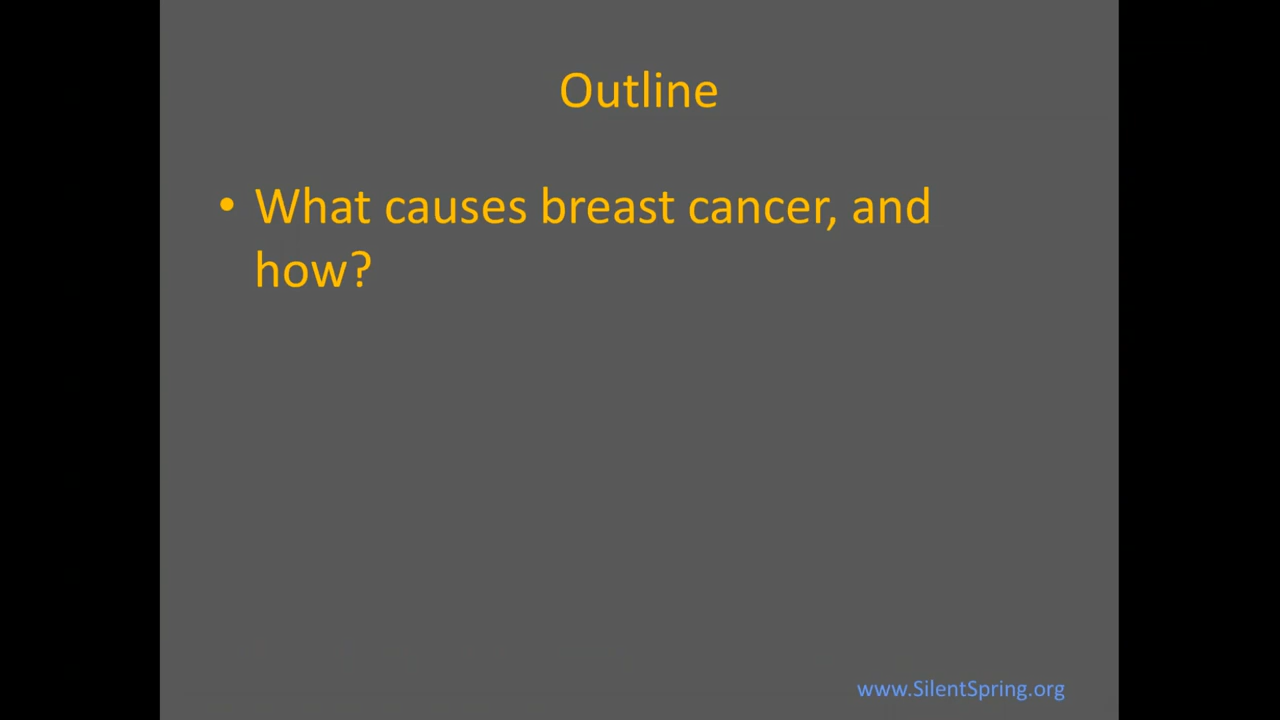 Outline
• What causes breast cancer, and
how?
www.SilentSpring.org